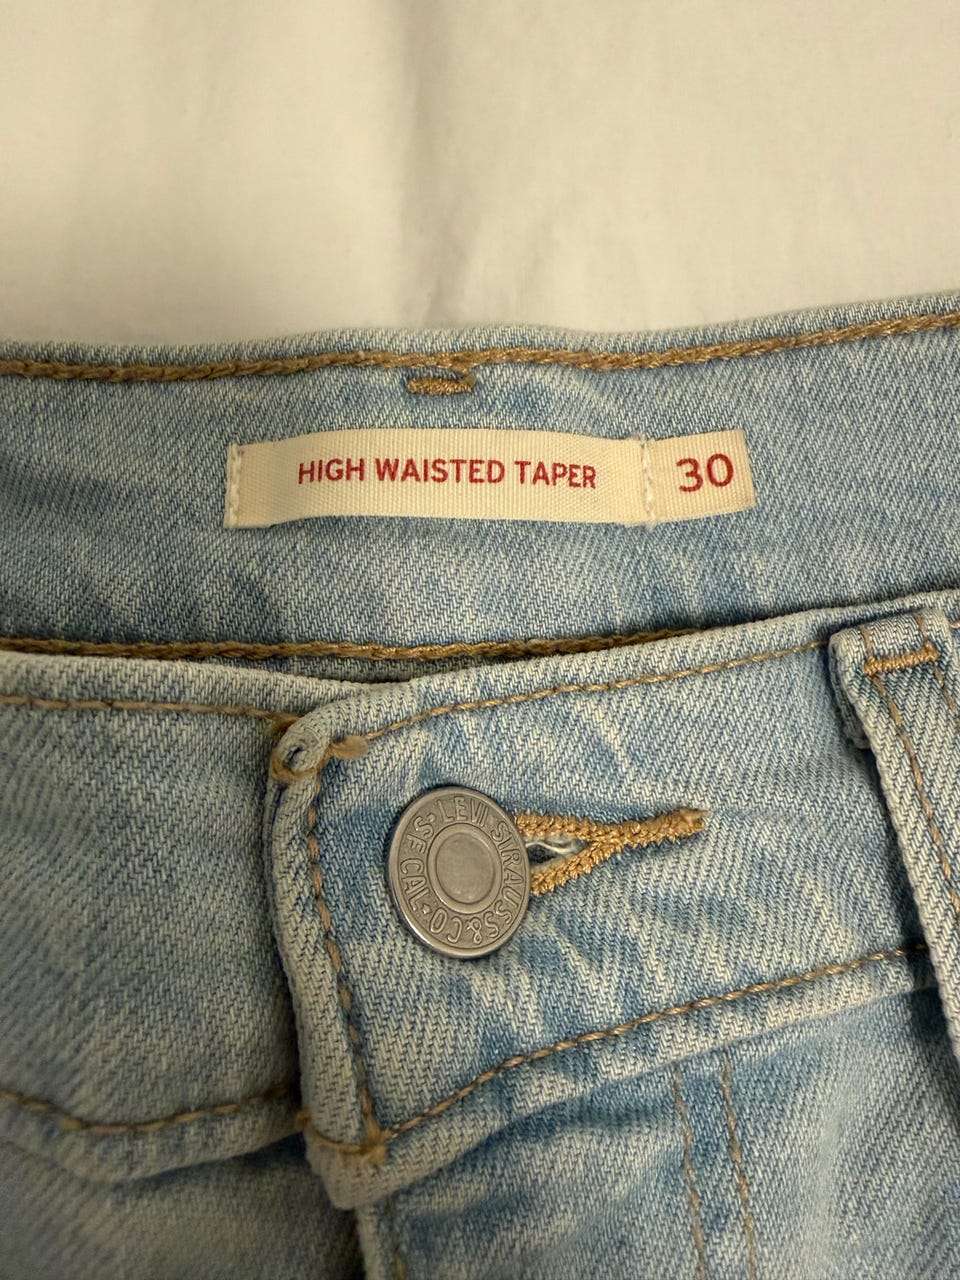 HIGH WAISTED TAPER 30
LEVI STRAUSS & CO.
S.F. CAL